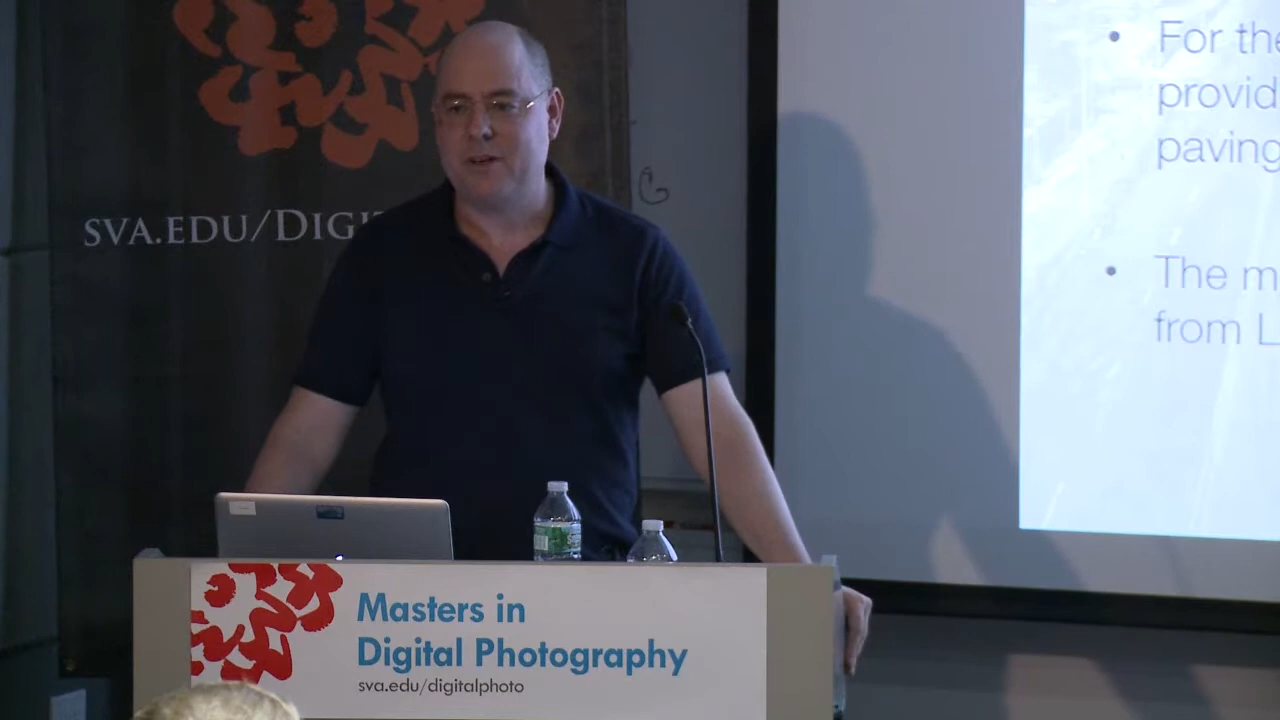 SVA.EDU/DIGI
For the
provid
paving
The m
from L
Masters in
Digital Photography
sva.edu/digitalphoto